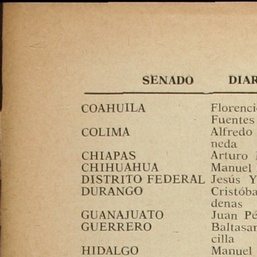 SENADO DIAR
COAHUILA Florenci
Fuentes
COLIMA Alfredo
neda
CHIAPAS Arturo
CHIHUAHUA Manuel
DISTRITO FEDERAL Jesús Y
DURANGO Cristóba
denas
GUANAJUATO Juan Pé
GUERRERO Baltasar
cilla
HIDALGO Manuel